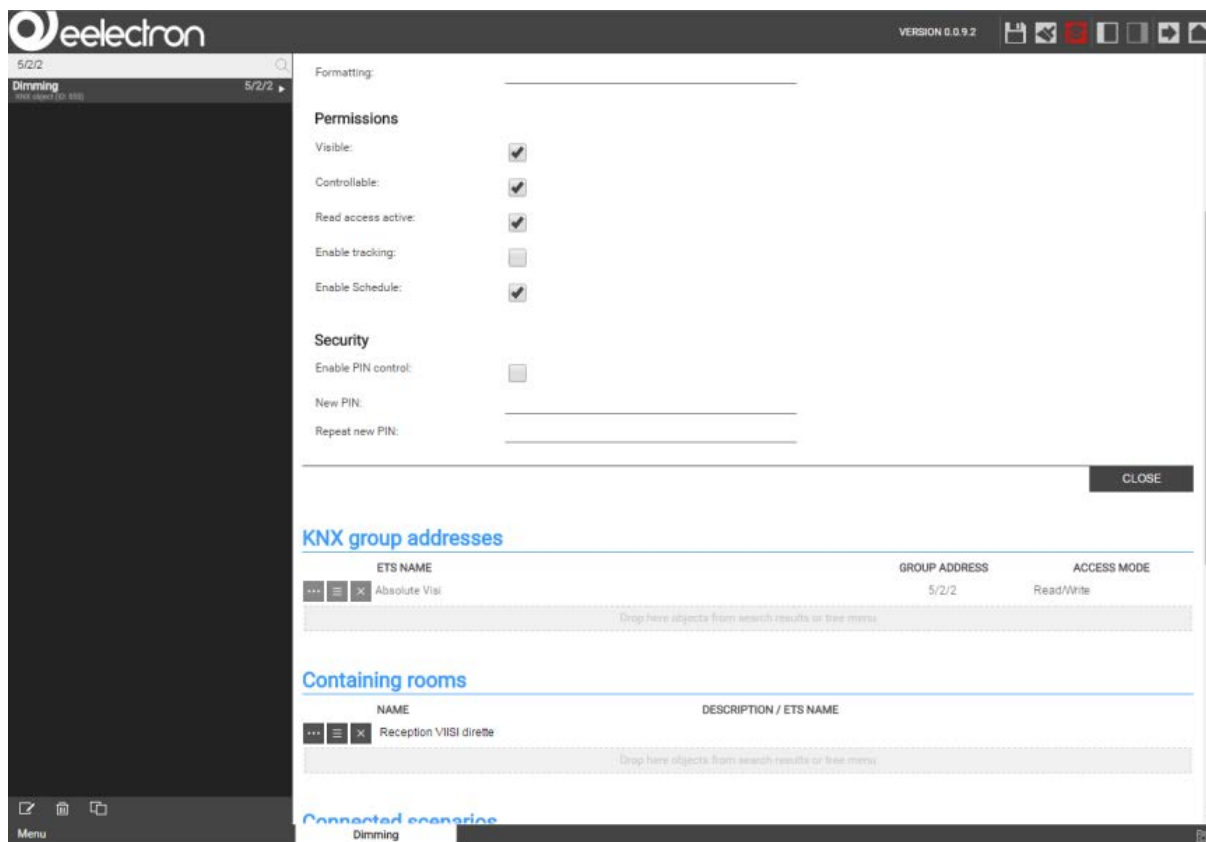 eelectron
VERSION 0.0.9.2
5/2/2
Dimming 5/2/2
KNX object (ID: 653)
Formatting:
Permissions
Visible:
Controllable:
Read access active:
Enable tracking:
Enable Schedule:
Security
Enable PIN control:
New PIN:
Repeat new PIN:
CLOSE
KNX group addresses
ETS NAME GROUP ADDRESS ACCESS MODE
Absolute Visi 5/2/2 Read/Write
Drop here objects from search results or tree menu
Containing rooms
NAME DESCRIPTION / ETS NAME
Reception VIISI dirette
Drop here objects from search results or tree menu
Connected scenarios
Menu Dimming